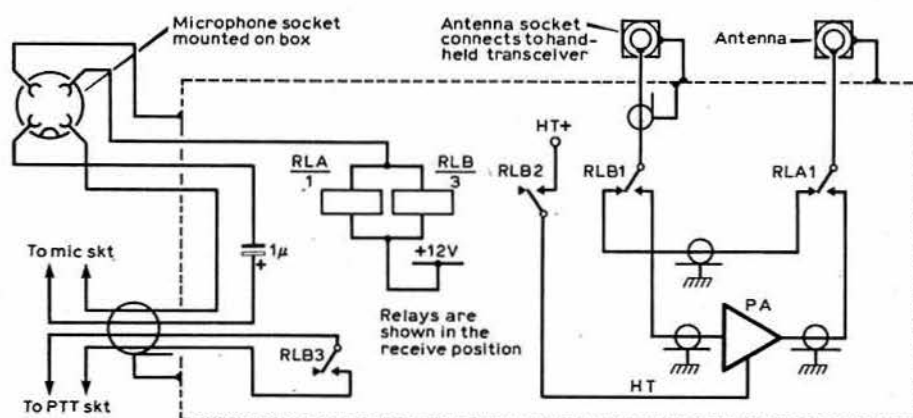 Microphone socket
mounted on box
Antenna socket
connects to hand-
held transceiver
Antenna
HT+
RLA
1
RLB
3
RLB2
RLB1
RLA1
To mic skt
1μ
+
+12V
Relays are
shown in the
receive position
PA
RLB3
HT
To PTT skt